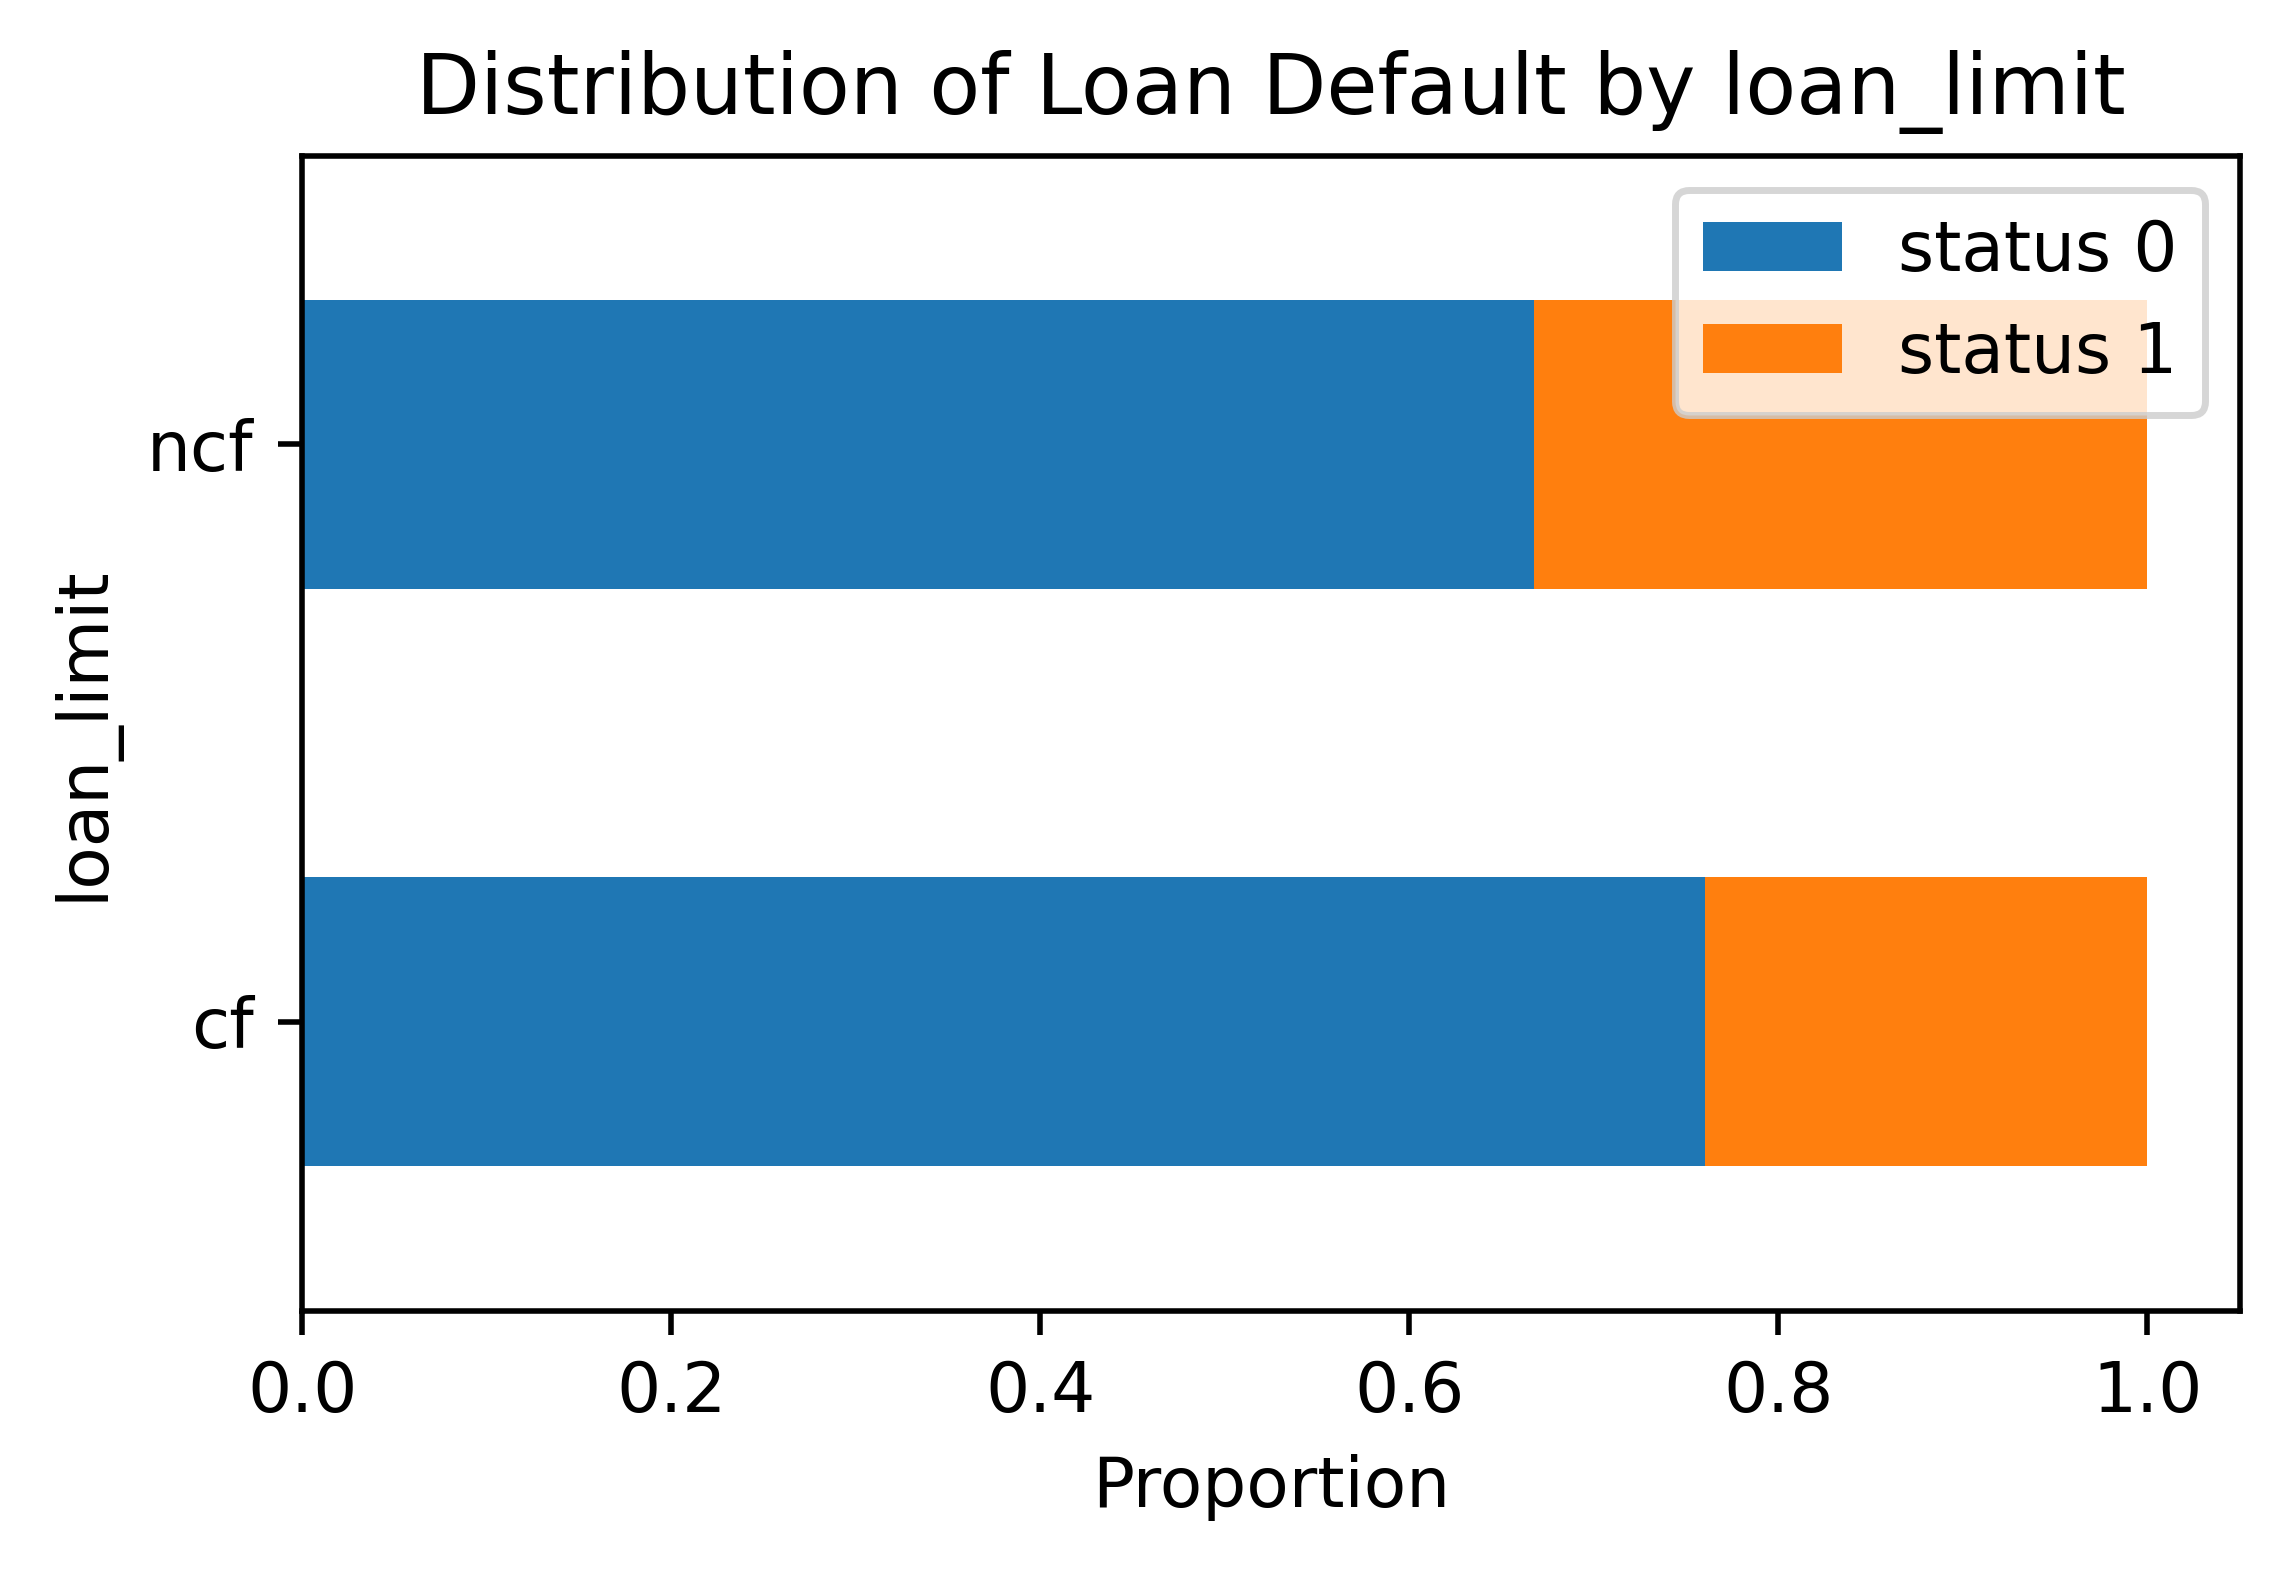 Distribution of Loan Default by loan_limit
status 0
status 1
ncf
loan_limit
cf
0.0 0.2 0.4 0.6 0.8 1.0
Proportion